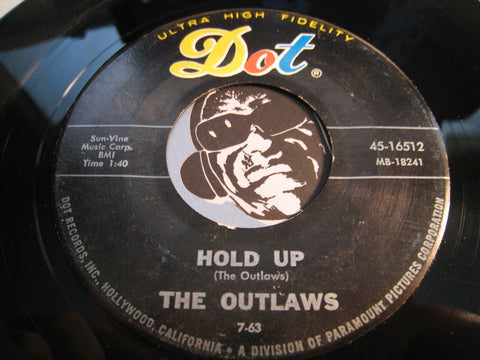 ULTRA HIGH FIDELITY
Dot®
Sun-Vine
Music Corp.
BMI
Time 1:40
45-16512
MB-18241
HOLD UP
(The Outlaws)
THE OUTLAWS
7-63
DOT RECORDS, INC., HOLLYWOOD, CALIFORNIA • A DIVISION OF PARAMOUNT PICTURES CORPORATION